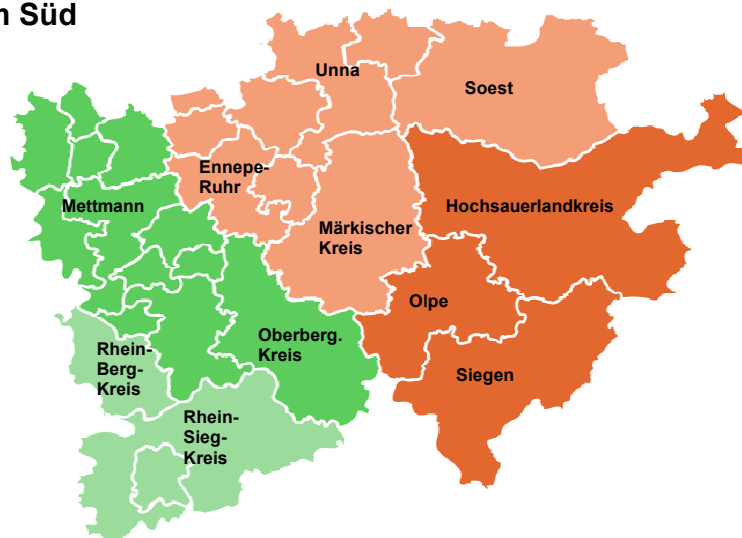 n Süd
Unna
Soest
Ennepe-
Ruhr
Mettmann
Hochsauerlandkreis
Märkischer
Kreis
Olpe
Oberberg.
Kreis
Rhein-
Berg-
Kreis
Siegen
Rhein-
Sieg-
Kreis